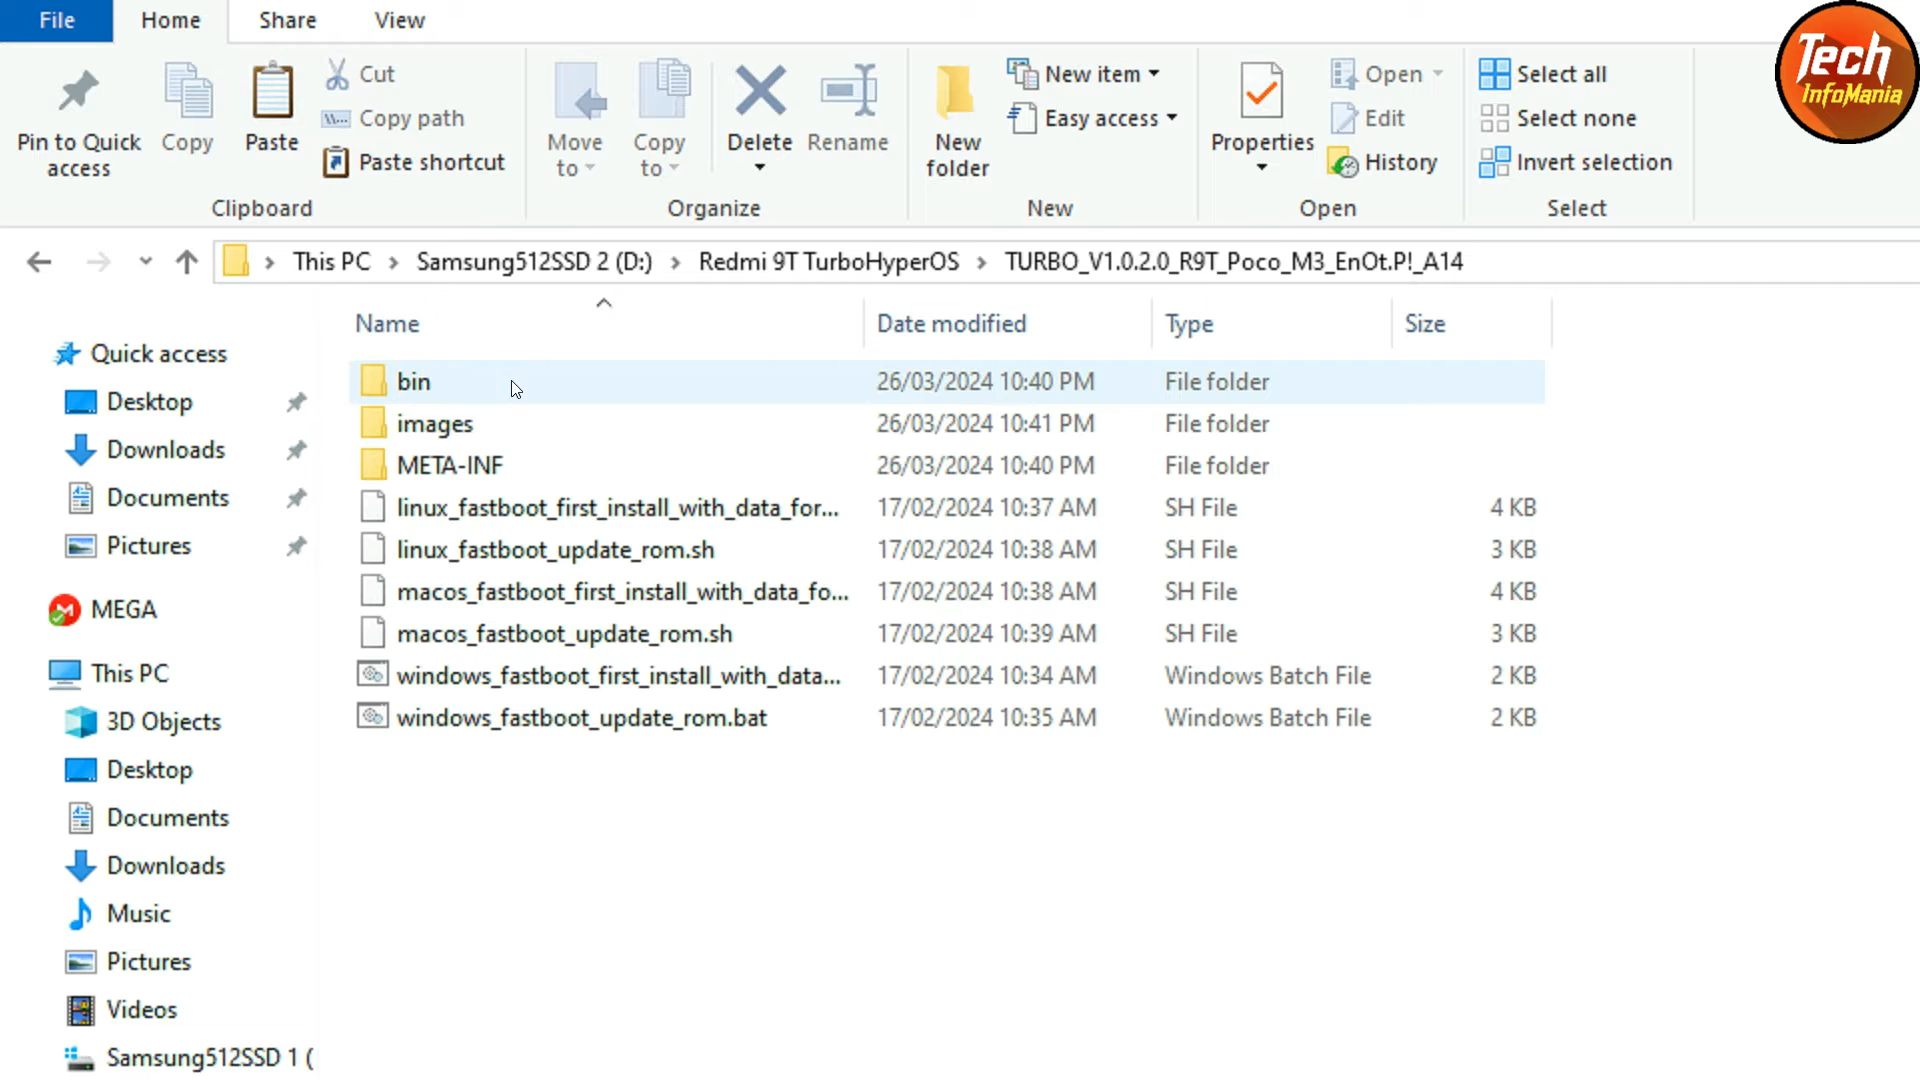 File Home Share View
Pin to Quick access
Copy
Paste
Cut
Copy path
Paste shortcut
Clipboard
Move to
Copy to
Delete
Rename
Organize
New folder
New item
Easy access
New
Properties
Open
Edit
History
Open
Select all
Select none
Invert selection
Select
Tech
InfoMania
This PC > Samsung512SSD 2 (D:) > Redmi 9T TurboHyperOS > TURBO_V1.0.2.0_R9T_Poco_M3_EnOt.P!_A14
Name Date modified Type Size
bin 26/03/2024 10:40 PM File folder
images 26/03/2024 10:41 PM File folder
META-INF 26/03/2024 10:40 PM File folder
linux_fastboot_first_install_with_data_for... 17/02/2024 10:37 AM SH File 4 KB
linux_fastboot_update_rom.sh 17/02/2024 10:38 AM SH File 3 KB
macos_fastboot_first_install_with_data_fo... 17/02/2024 10:38 AM SH File 4 KB
macos_fastboot_update_rom.sh 17/02/2024 10:39 AM SH File 3 KB
windows_fastboot_first_install_with_data... 17/02/2024 10:34 AM Windows Batch File 2 KB
windows_fastboot_update_rom.bat 17/02/2024 10:35 AM Windows Batch File 2 KB
Quick access
Desktop
Downloads
Documents
Pictures
MEGA
This PC
3D Objects
Desktop
Documents
Downloads
Music
Pictures
Videos
Samsung512SSD 1 (